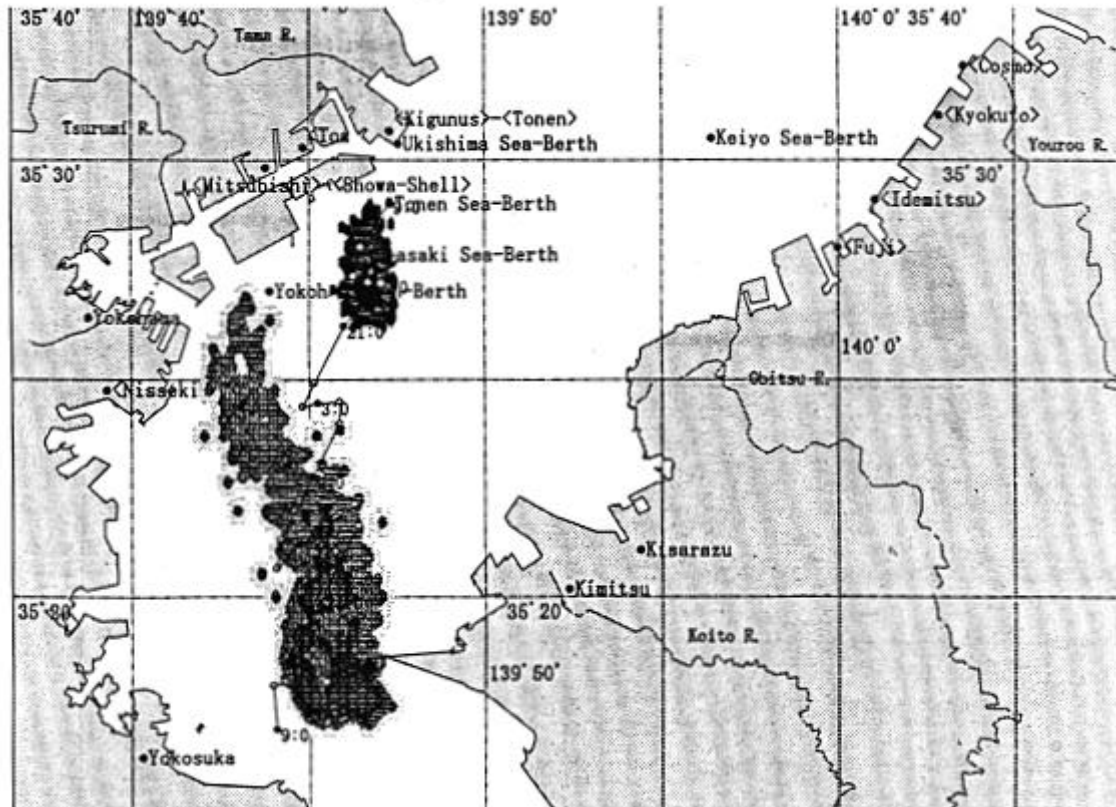 35° 40' 139° 40'
139° 50'
140° 0' 35° 40'
Tama R.
<Cosmo>
<Kigunus>-<Tonen>
<Kyokuto>
Tsurumi R.
<Toa
Ukishima Sea-Berth
Keiyo Sea-Berth
Yourou R.
35° 30'
35° 30'
<Mitsubishi> <Showa-Shell>
<Idemitsu>
Tonen Sea-Berth
<Fuji>
asaki Sea-Berth
Yokoh
-Berth
21:0
140° 0'
Obitsu R.
<Nisseki
3:0
Kisarazu
Kimitsu
35° 20'
35° 20'
Koito R.
139° 50'
9:0
Yokosuka